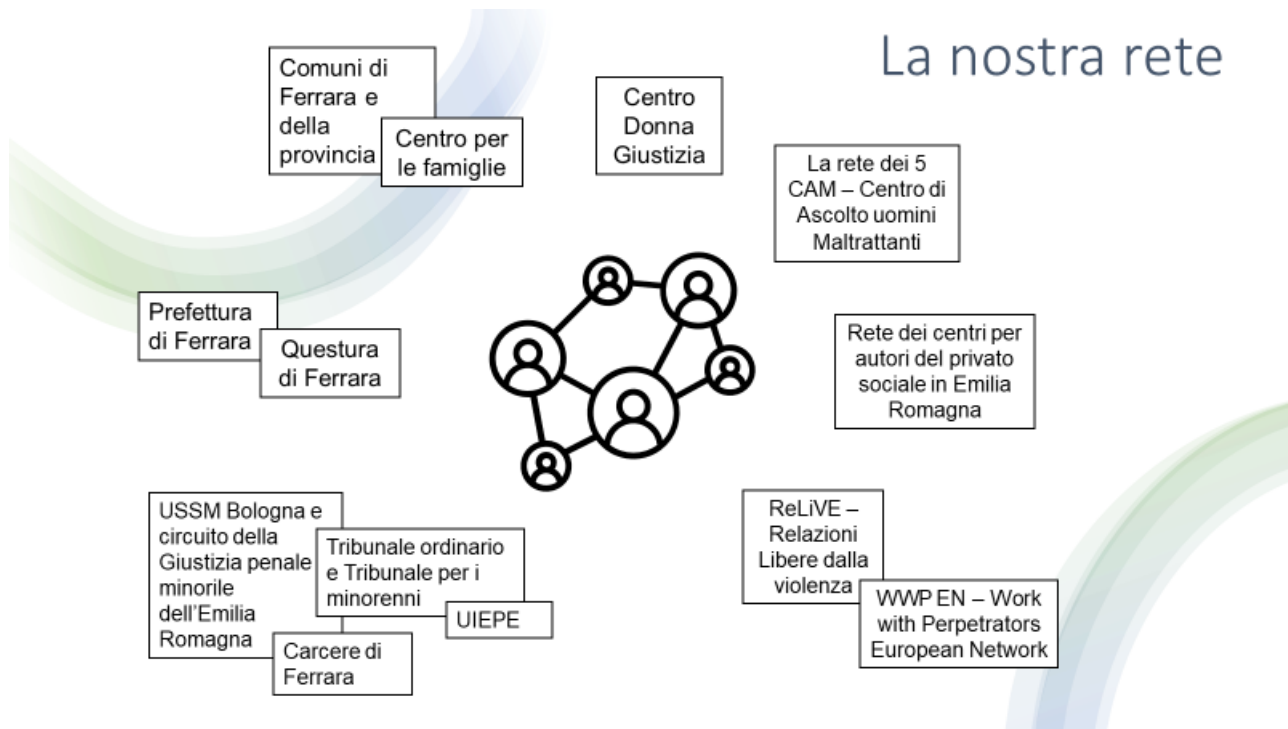 La nostra rete
Comuni di
Ferrara e
della
provincia
Centro per
le famiglie
Centro
Donna
Giustizia
La rete dei 5
CAM – Centro di
Ascolto uomini
Maltrattanti
Prefettura
di Ferrara
Questura
di Ferrara
Rete dei centri per
autori del privato
sociale in Emilia
Romagna
USSM Bologna e
circuito della
Giustizia penale
minorile
dell'Emilia
Romagna
Tribunale ordinario
e Tribunale per i
minorenni
UIEPE
Carcere di
Ferrara
ReLiVE –
Relazioni
Libere dalla
violenza
WWP EN – Work
with Perpetrators
European Network